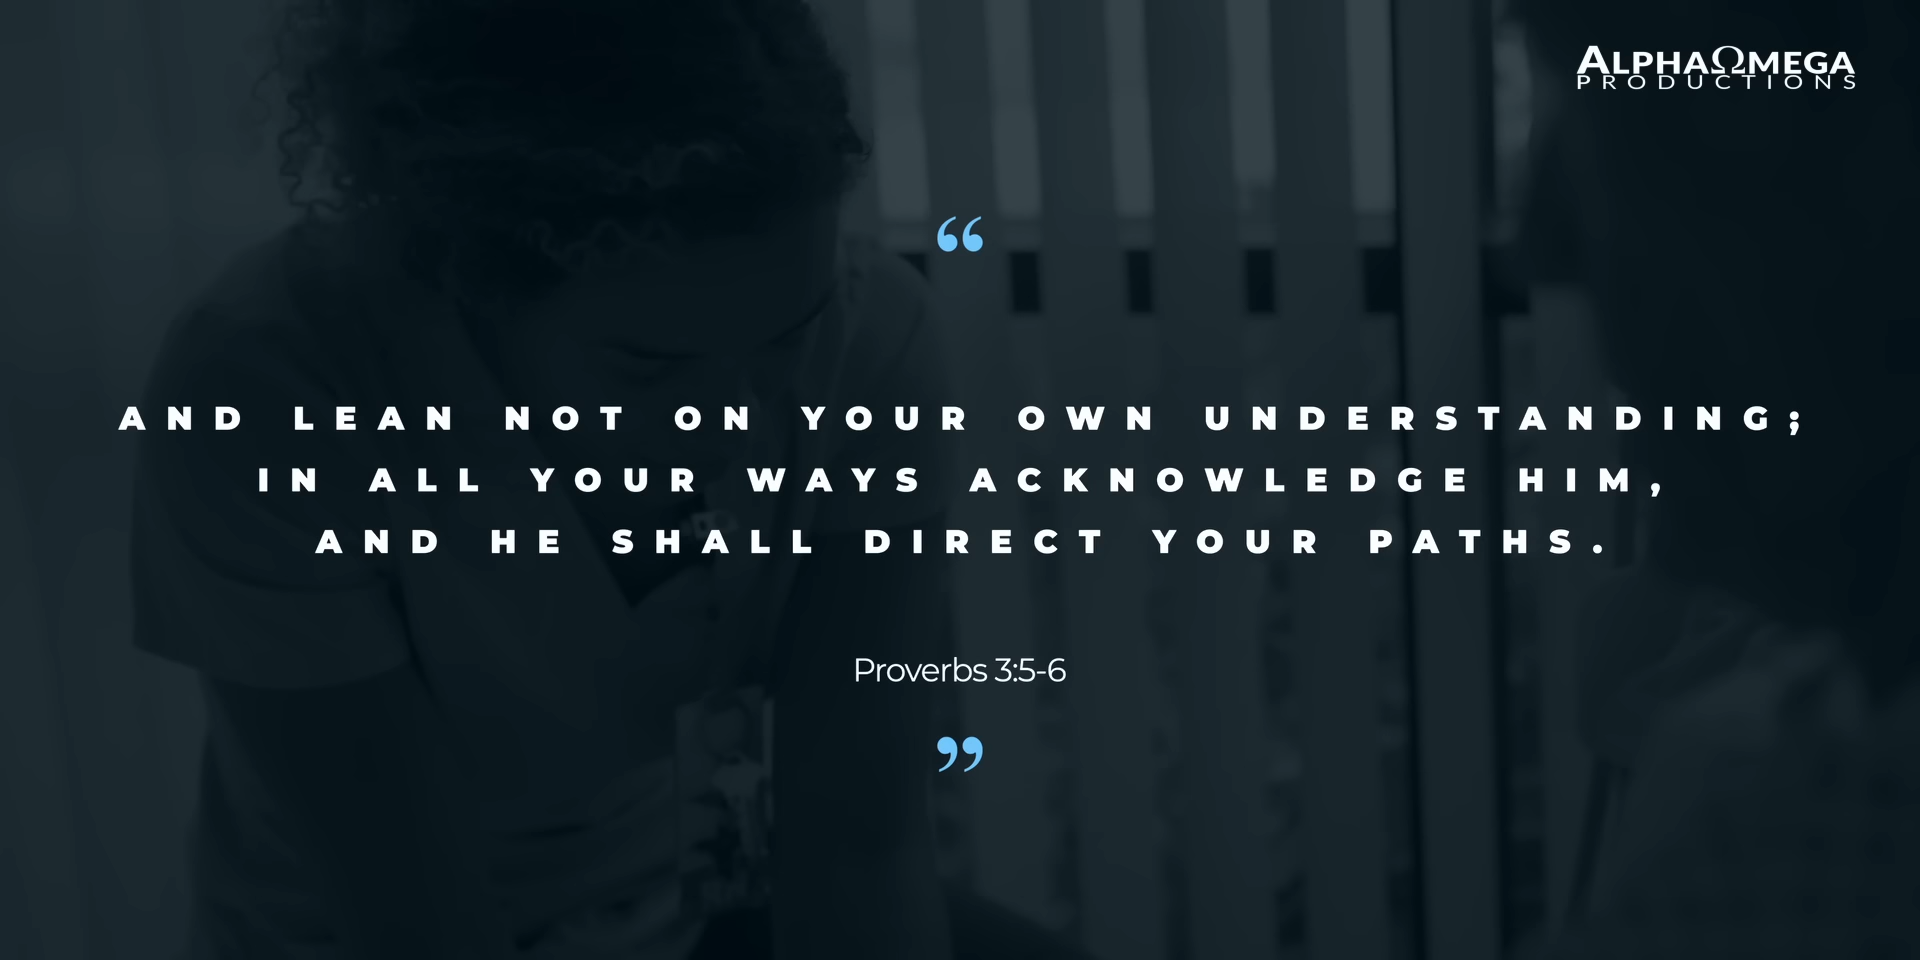 ALPHAΩMEGA
PRODUCTIONS
“
AND LEAN NOT ON YOUR OWN UNDERSTANDING;
IN ALL YOUR WAYS ACKNOWLEDGE HIM,
AND HE SHALL DIRECT YOUR PATHS.
Proverbs 3:5-6
”